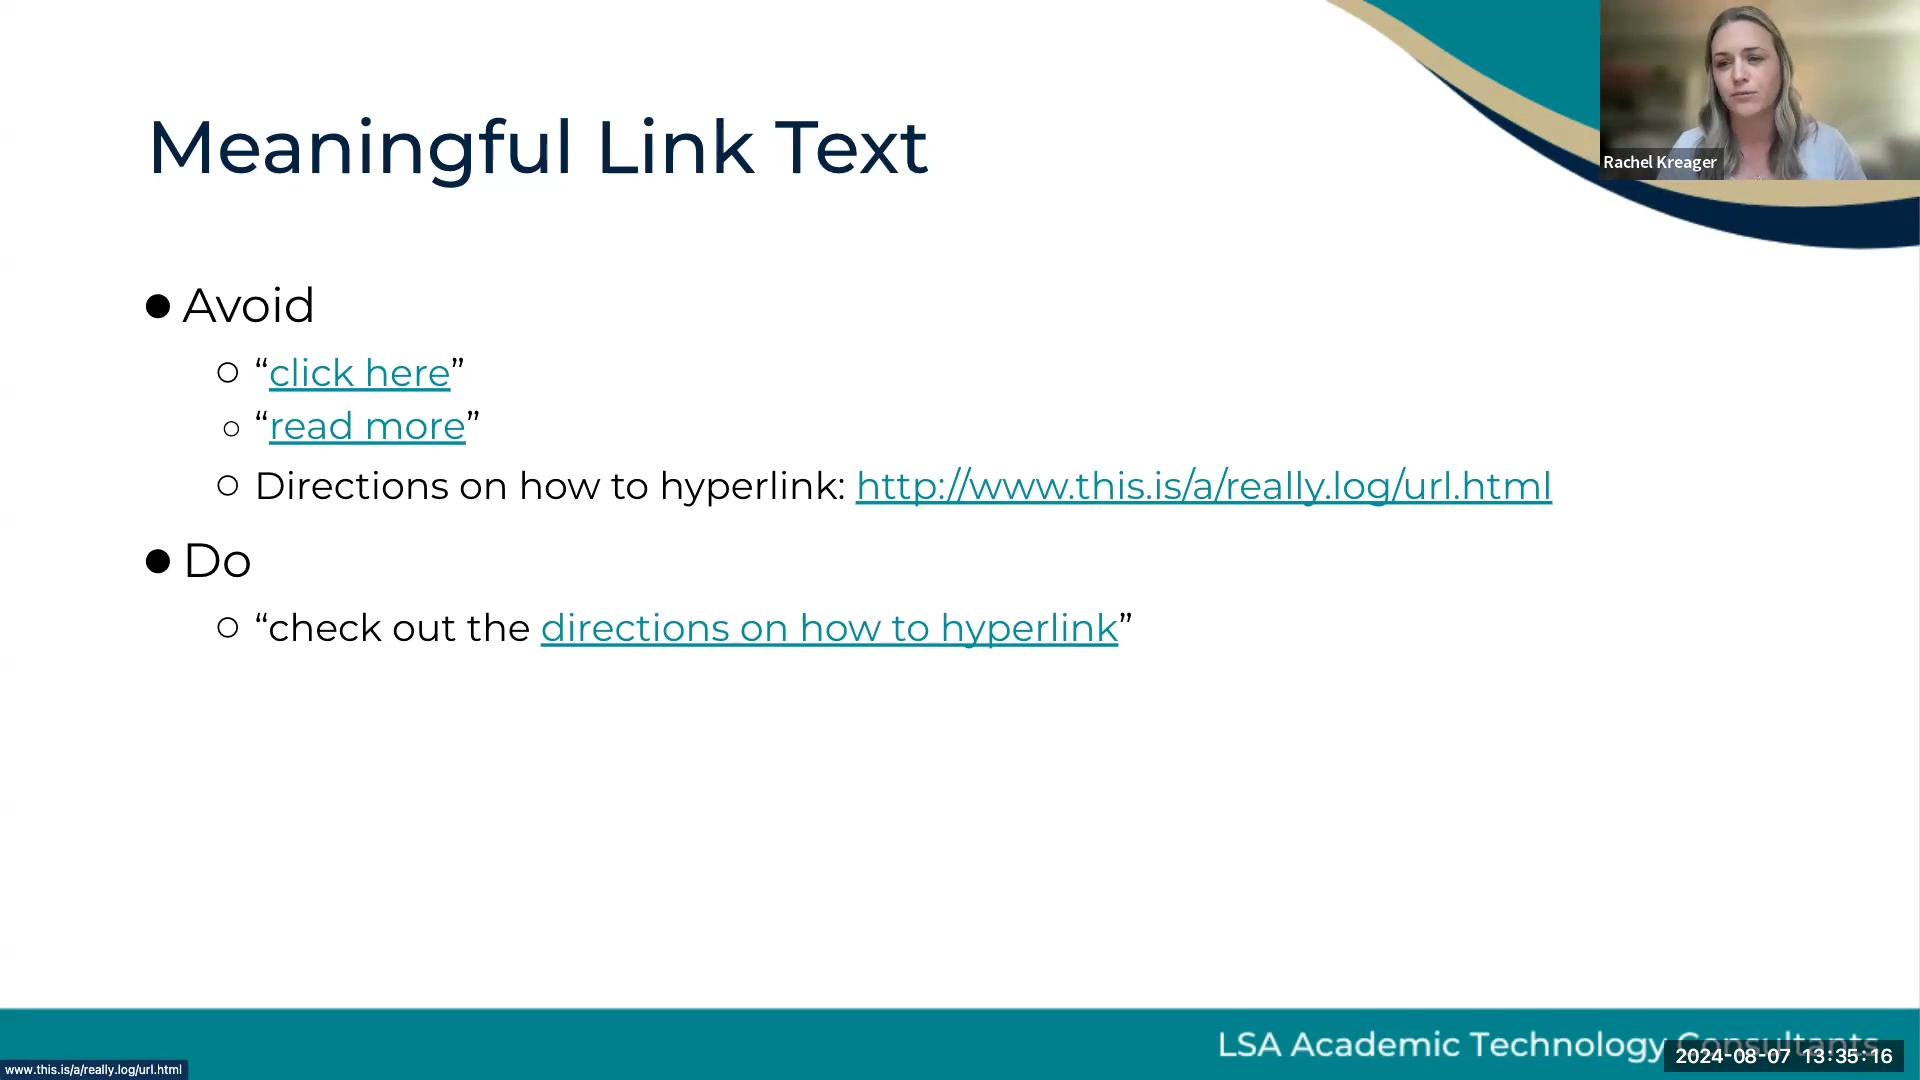 Rachel Kreager
Meaningful Link Text
Avoid
“click here”
“read more”
Directions on how to hyperlink: http://www.this.is/a/really.log/url.html
Do
“check out the directions on how to hyperlink”
LSA Academic Technology Consultants
2024-08-07 13:35:16
www.this.is/a/really.log/url.html